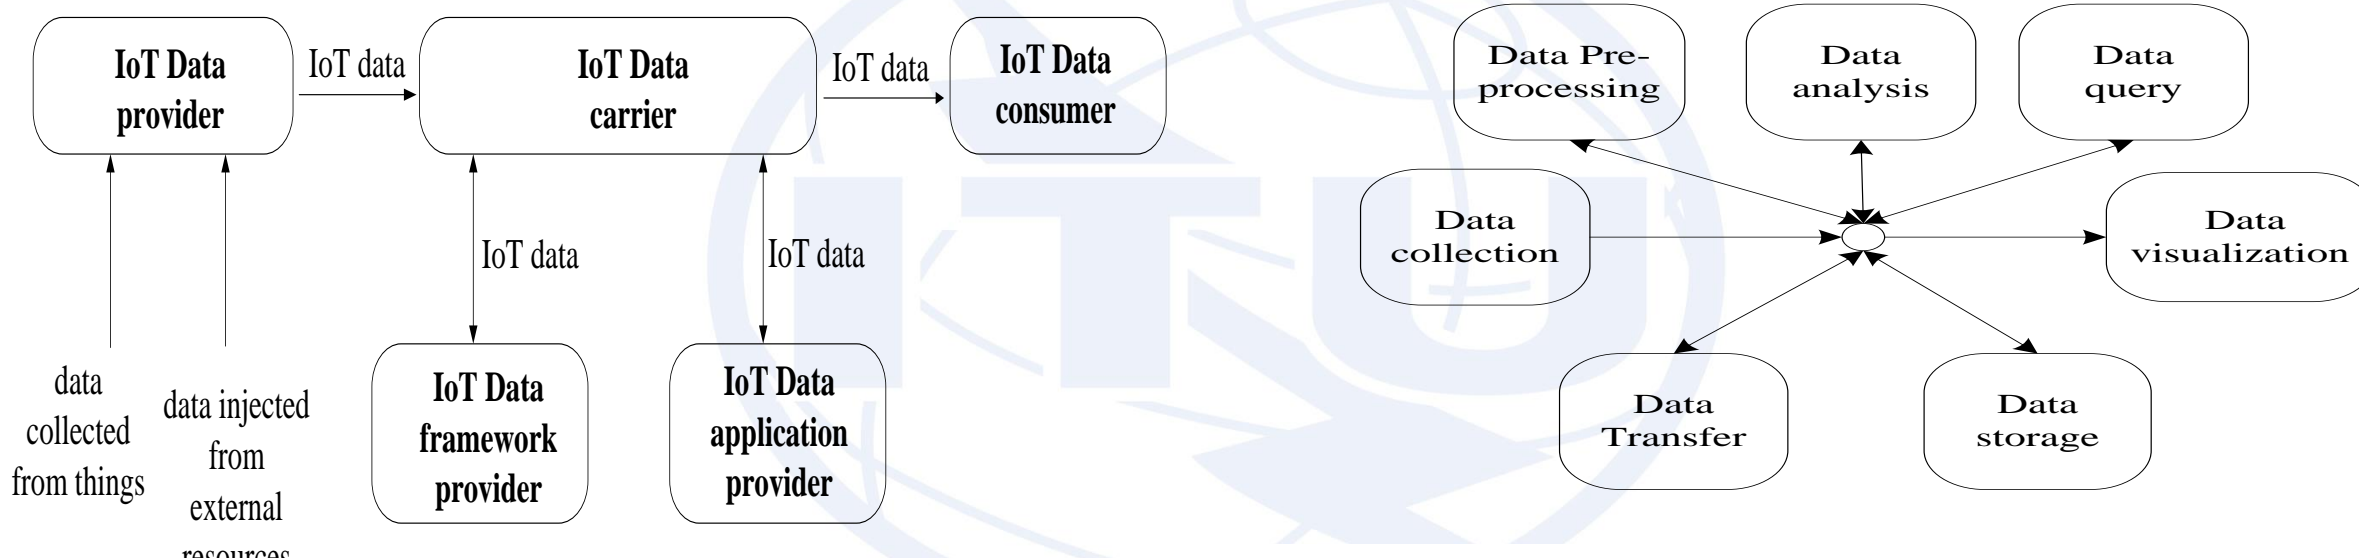 IoT Data
provider
IoT data
IoT Data
carrier
IoT data
IoT Data
consumer
IoT data
IoT data
data
collected
from things
data injected
from
external
resources
IoT Data
framework
provider
IoT Data
application
provider
Data Pre-
processing
Data
analysis
Data
query
Data
collection
Data
visualization
Data
Transfer
Data
storage
ITU